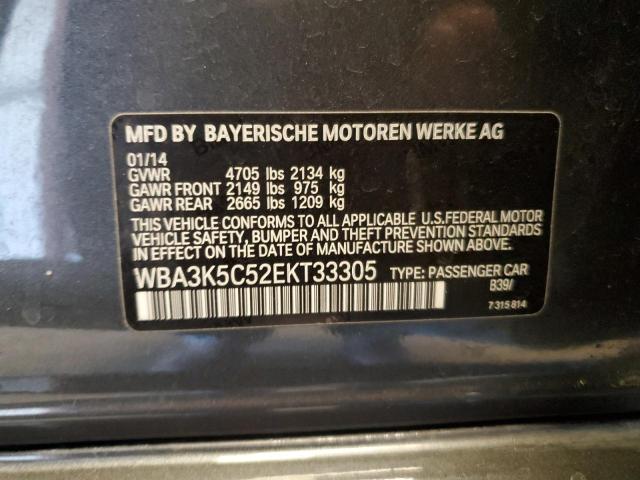 MFD BY BAYERISCHE MOTOREN WERKE AG
01/14
GVWR 4705 lbs 2134 kg
GAWR FRONT 2149 lbs 975 kg
GAWR REAR 2665 lbs 1209 kg
THIS VEHICLE CONFORMS TO ALL APPLICABLE U.S.FEDERAL MOTOR
VEHICLE SAFETY, BUMPER AND THEFT PREVENTION STANDARDS
IN EFFECT ON THE DATE OF MANUFACTURE SHOWN ABOVE.
WBA3K5C52EKT33305 TYPE: PASSENGER CAR
B39/
7 315 814